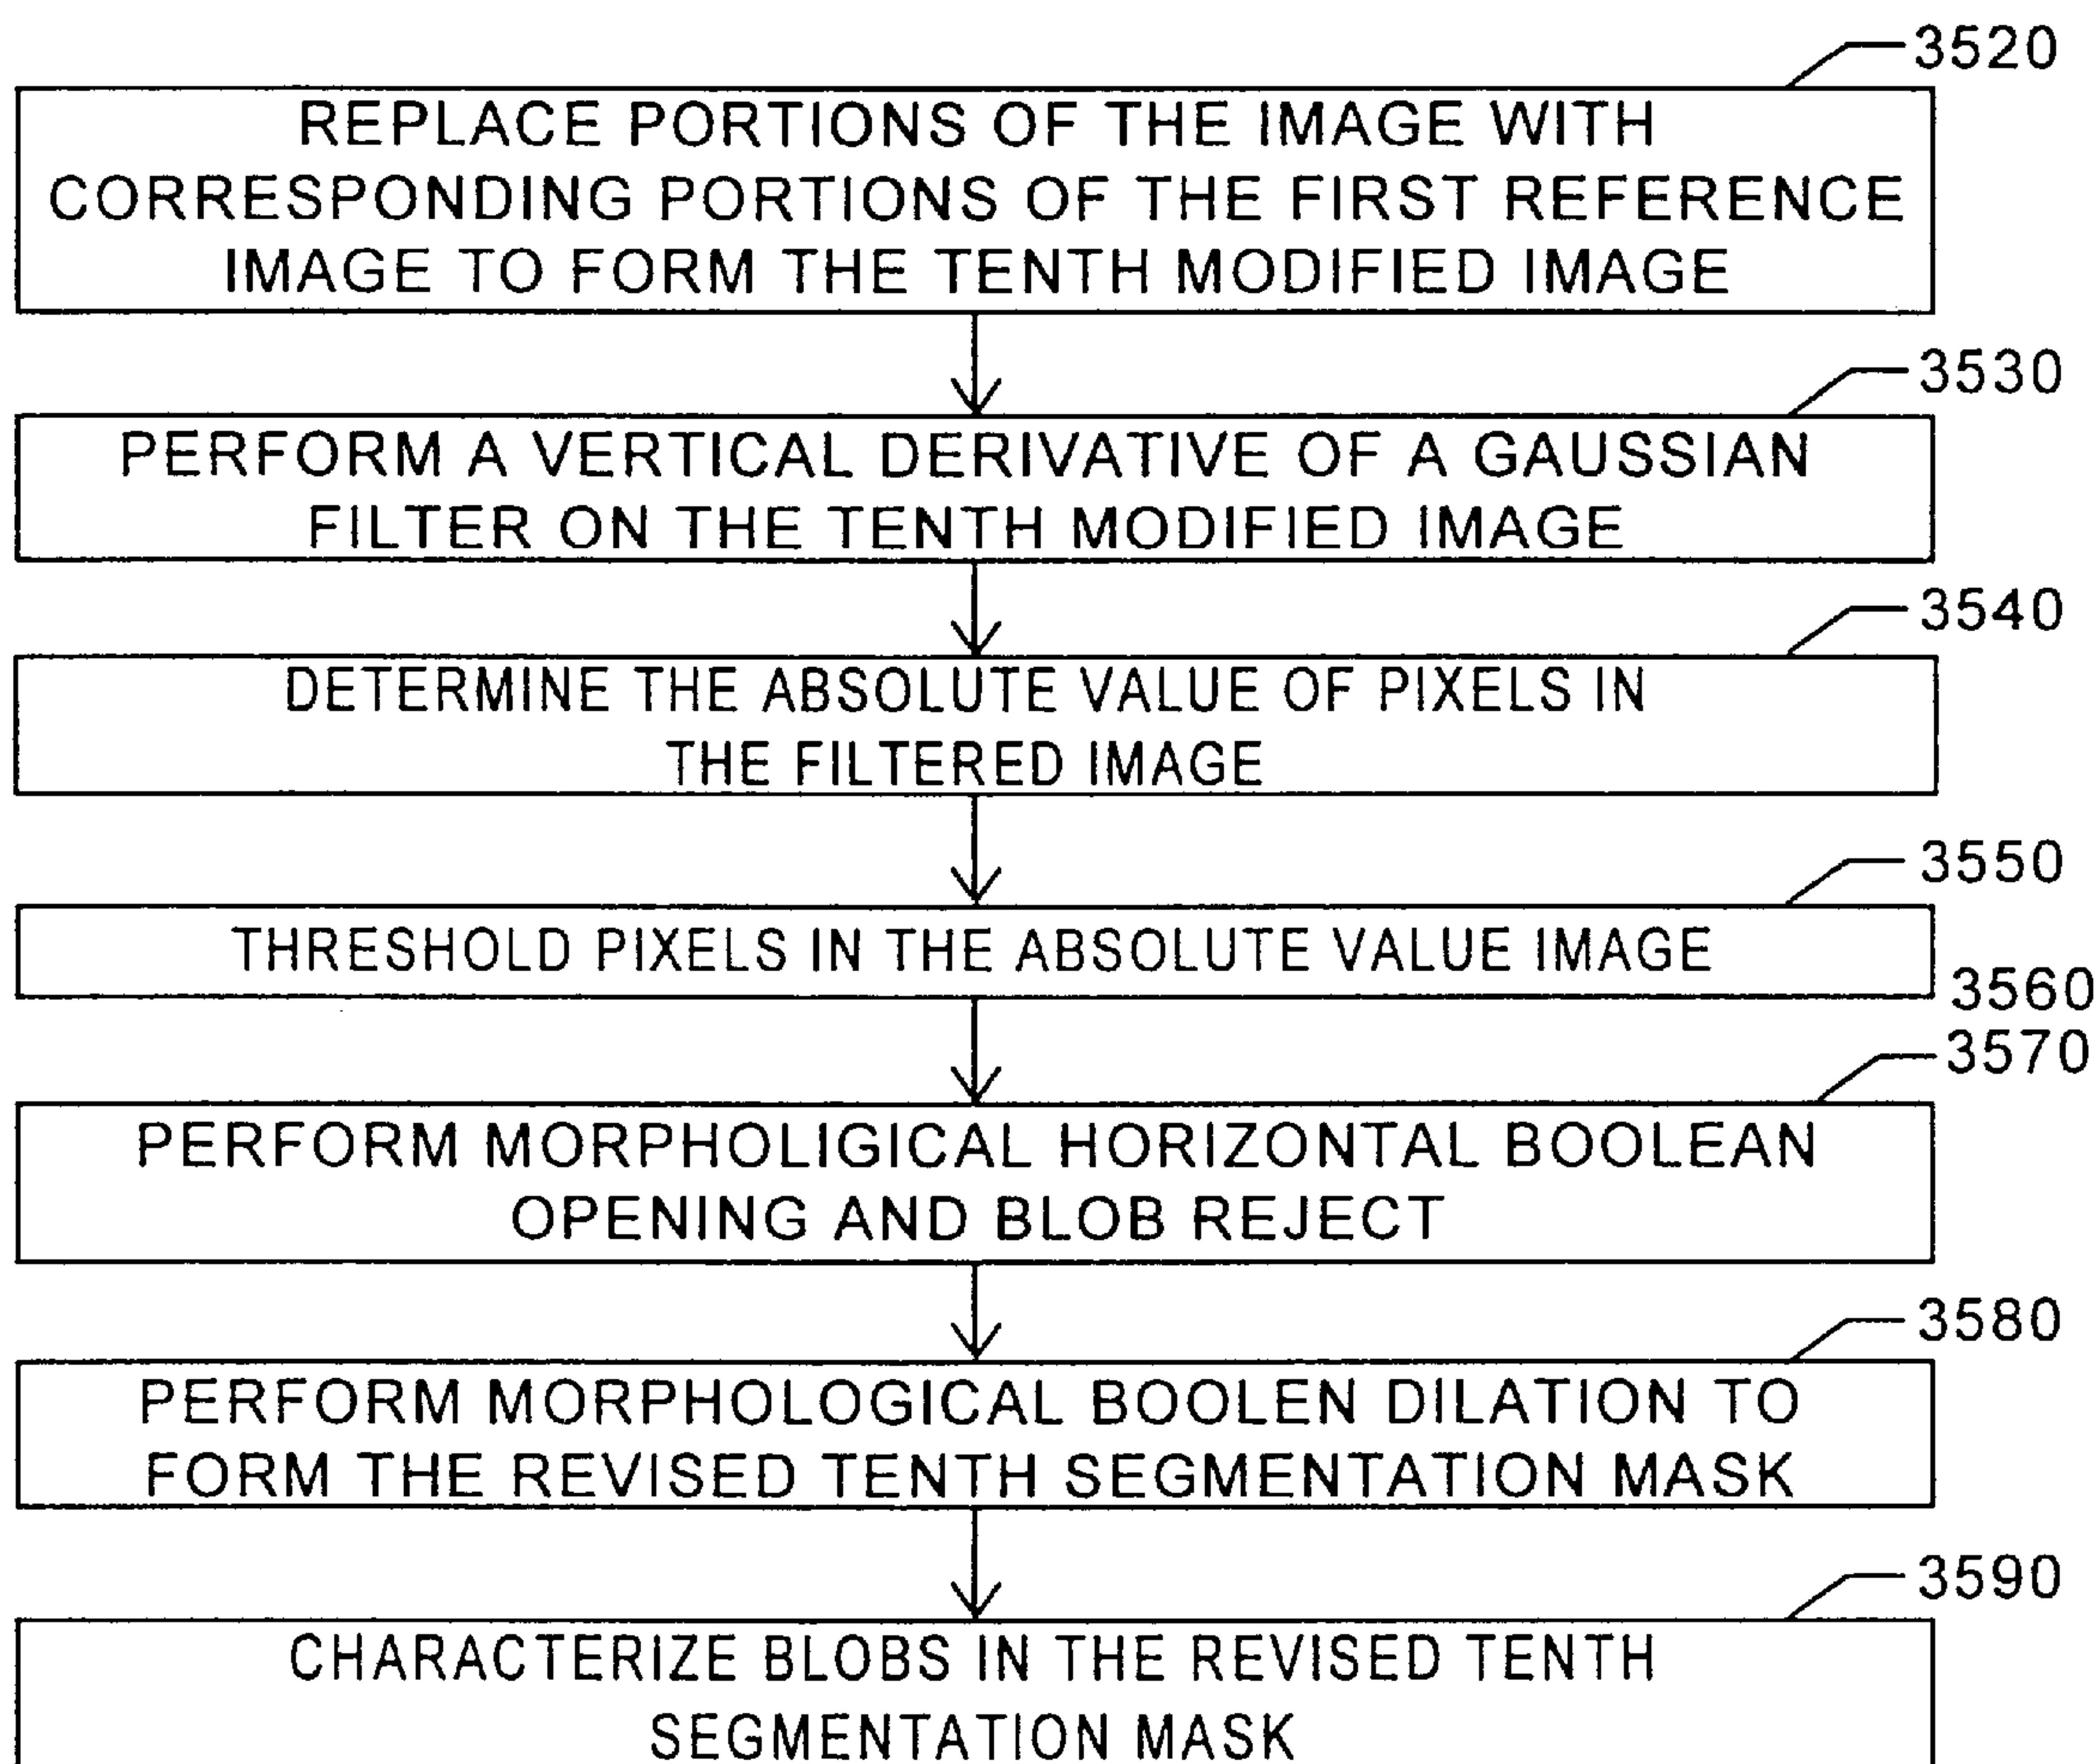 3520
REPLACE PORTIONS OF THE IMAGE WITH
CORRESPONDING PORTIONS OF THE FIRST REFERENCE
IMAGE TO FORM THE TENTH MODIFIED IMAGE
3530
PERFORM A VERTICAL DERIVATIVE OF A GAUSSIAN
FILTER ON THE TENTH MODIFIED IMAGE
3540
DETERMINE THE ABSOLUTE VALUE OF PIXELS IN
THE FILTERED IMAGE
3550
THRESHOLD PIXELS IN THE ABSOLUTE VALUE IMAGE
3560
3570
PERFORM MORPHOLIGICAL HORIZONTAL BOOLEAN
OPENING AND BLOB REJECT
3580
PERFORM MORPHOLOGICAL BOOLEN DILATION TO
FORM THE REVISED TENTH SEGMENTATION MASK
3590
CHARACTERIZE BLOBS IN THE REVISED TENTH
SEGMENTATION MASK